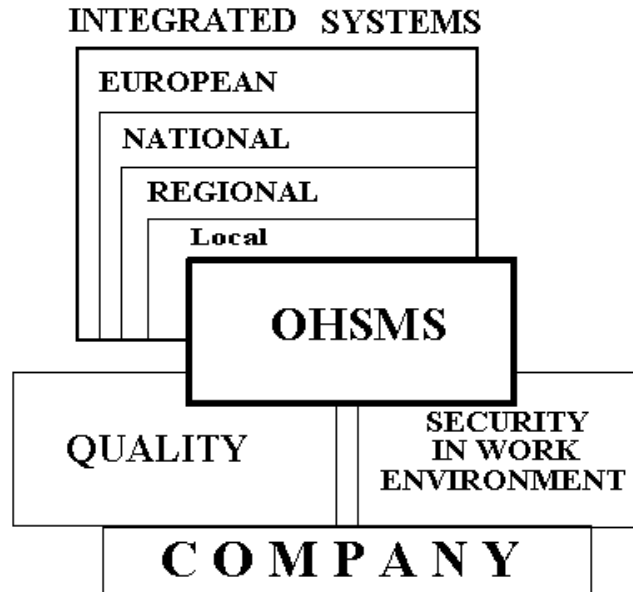 INTEGRATED SYSTEMS
EUROPEAN
NATIONAL
REGIONAL
Local
OHSMS
QUALITY
SECURITY
IN WORK
ENVIRONMENT
COMPANY